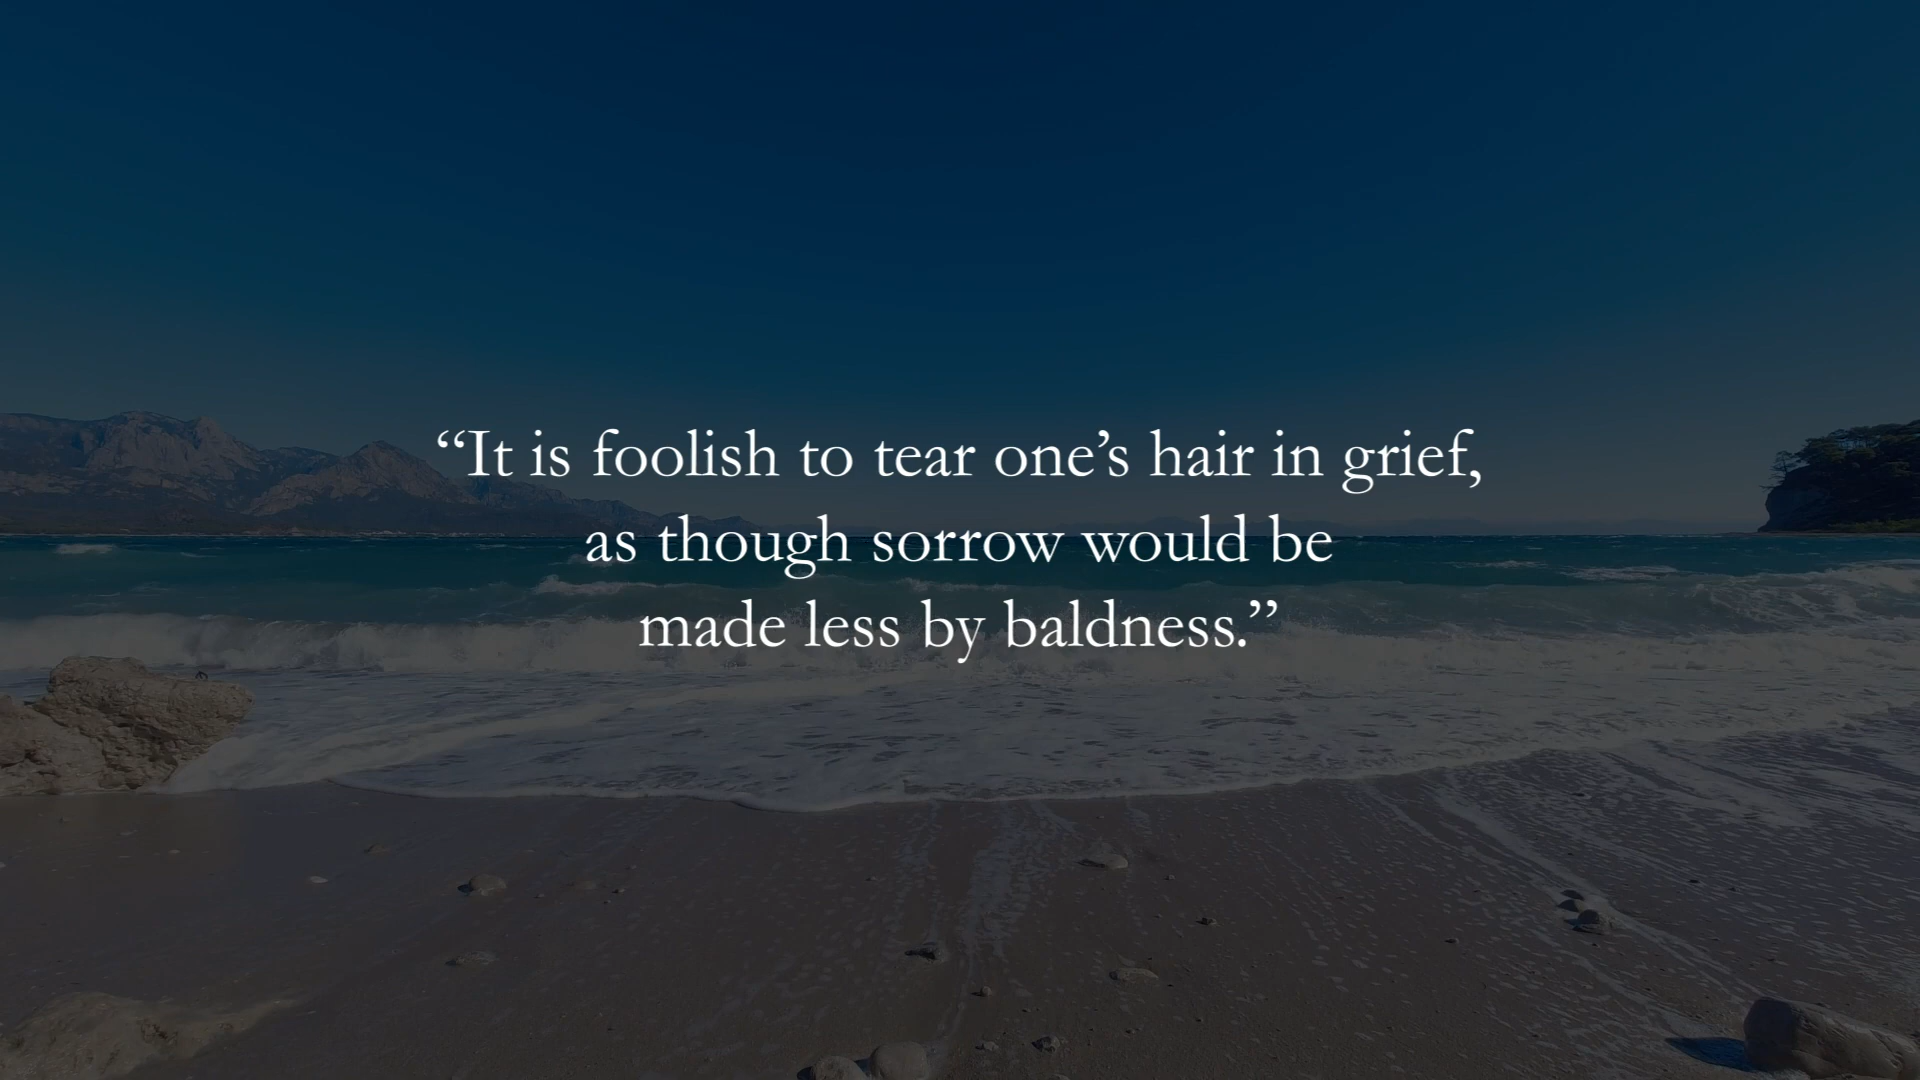 “It is foolish to tear one’s hair in grief,
as though sorrow would be
made less by baldness.”